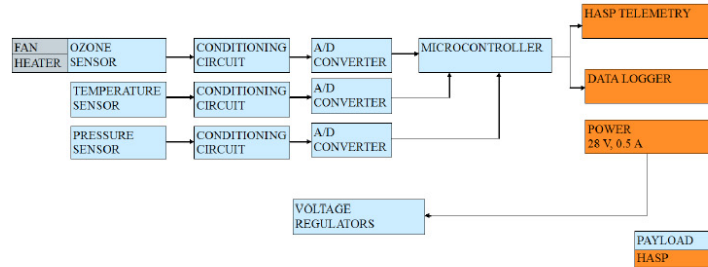 FAN
HEATER
OZONE
SENSOR
CONDITIONING
CIRCUIT
A/D
CONVERTER
MICROCONTROLLER
HASP TELEMETRY
TEMPERATURE
SENSOR
CONDITIONING
CIRCUIT
A/D
CONVERTER
DATA LOGGER
PRESSURE
SENSOR
CONDITIONING
CIRCUIT
A/D
CONVERTER
POWER
28 V, 0.5 A
VOLTAGE
REGULATORS
PAYLOAD
HASP